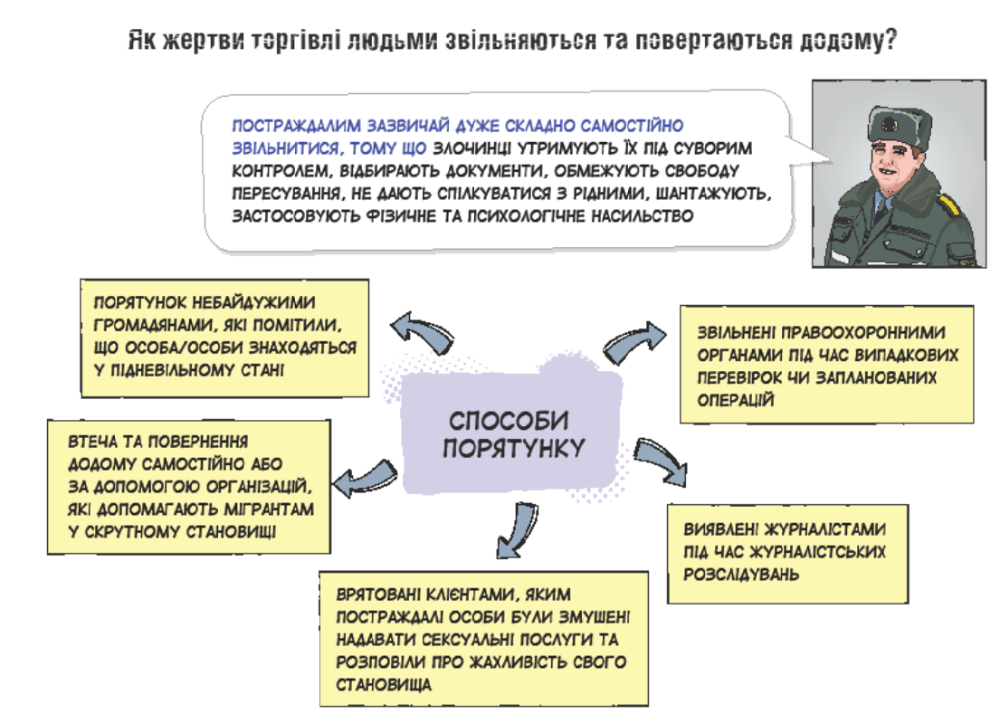 Як жертви торгівлі людьми звільняються та повертаються додому?
ПОСТРАЖДАЛИМ ЗАЗВИЧАЙ ДУЖЕ СКЛАДНО САМОСТІЙНО
ЗВІЛЬНИТИСЯ, ТОМУ ЩО ЗЛОЧИНЦІ УТРИМУЮТЬ ЇХ ПІД СУВОРИМ
КОНТРОЛЕМ, ВІДБИРАЮТЬ ДОКУМЕНТИ, ОБМЕЖУЮТЬ СВОБОДУ
ПЕРЕСУВАННЯ, НЕ ДАЮТЬ СПІЛКУВАТИСЯ З РІДНИМИ, ШАНТАЖУЮТЬ,
ЗАСТОСОВУЮТЬ ФІЗИЧНЕ ТА ПСИХОЛОГІЧНЕ НАСИЛЬСТВО
ПОРЯТУНОК НЕБАЙДУЖИМИ
ГРОМАДЯНАМИ, ЯКІ ПОМІТИЛИ,
ЩО ОСОБА/ОСОБИ ЗНАХОДЯТЬСЯ
У ПІДНЕВІЛЬНОМУ СТАНІ
ЗВІЛЬНЕНІ ПРАВООХОРОННИМИ
ОРГАНАМИ ПІД ЧАС ВИПАДКОВИХ
ПЕРЕВІРОК ЧИ ЗАПЛАНОВАНИХ
ОПЕРАЦІЙ
СПОСОБИ
ПОРЯТУНКУ
ВТЕЧА ТА ПОВЕРНЕННЯ
ДОДОМУ САМОСТІЙНО АБО
ЗА ДОПОМОГОЮ ОРГАНІЗАЦІЙ,
ЯКІ ДОПОМАГАЮТЬ МІГРАНТАМ
У СКРУТНОМУ СТАНОВИЩІ
ВИЯВЛЕНІ ЖУРНАЛІСТАМИ
ПІД ЧАС ЖУРНАЛІСТСЬКИХ
РОЗСЛІДУВАНЬ
ВРЯТОВАНІ КЛІЄНТАМИ, ЯКИМ
ПОСТРАЖДАЛІ ОСОБИ БУЛИ ЗМУШЕНІ
НАДАВАТИ СЕКСУАЛЬНІ ПОСЛУГИ ТА
РОЗПОВІЛИ ПРО ЖАХЛИВІСТЬ СВОГО
СТАНОВИЩА